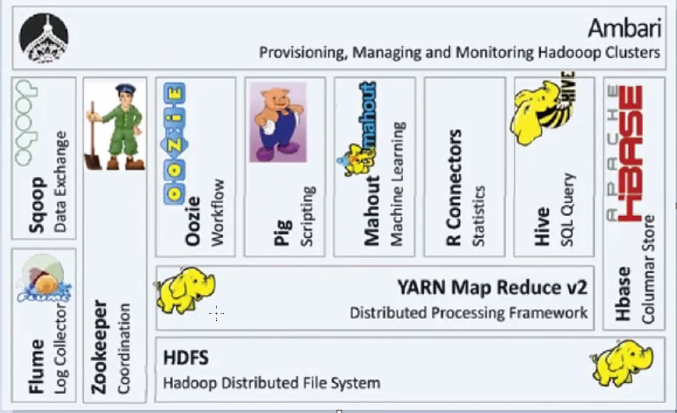 Ambari
Provisioning, Managing and Monitoring Hadooop Clusters
sqoop
Sqoop
Data Exchange
FLUME
Flume
Log Collector
Zookeeper
Coordination
OOZIE
Oozie
Workflow
Pig
Scripting
mahout
Mahout
Machine Learning
R Connectors
Statistics
HIVE
Hive
SQL Query
APACHE
HBASE
Hbase
Columnar Store
YARN Map Reduce v2
Distributed Processing Framework
HDFS
Hadoop Distributed File System